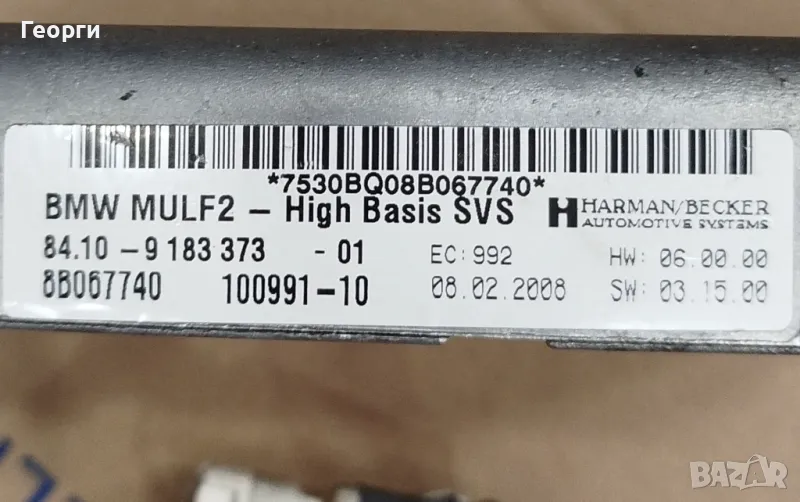 Георги
*7530BQ08B067740*
BMW MULF2 - High Basis SVS
HARMAN/BECKER
AUTOMOTIVE SYSTEMS
84.10 - 9 183 373 - 01 EC: 992 HW: 06.00.00
8B067740 100991-10 08.02.2008 SW: 03.15.00
BAZAR